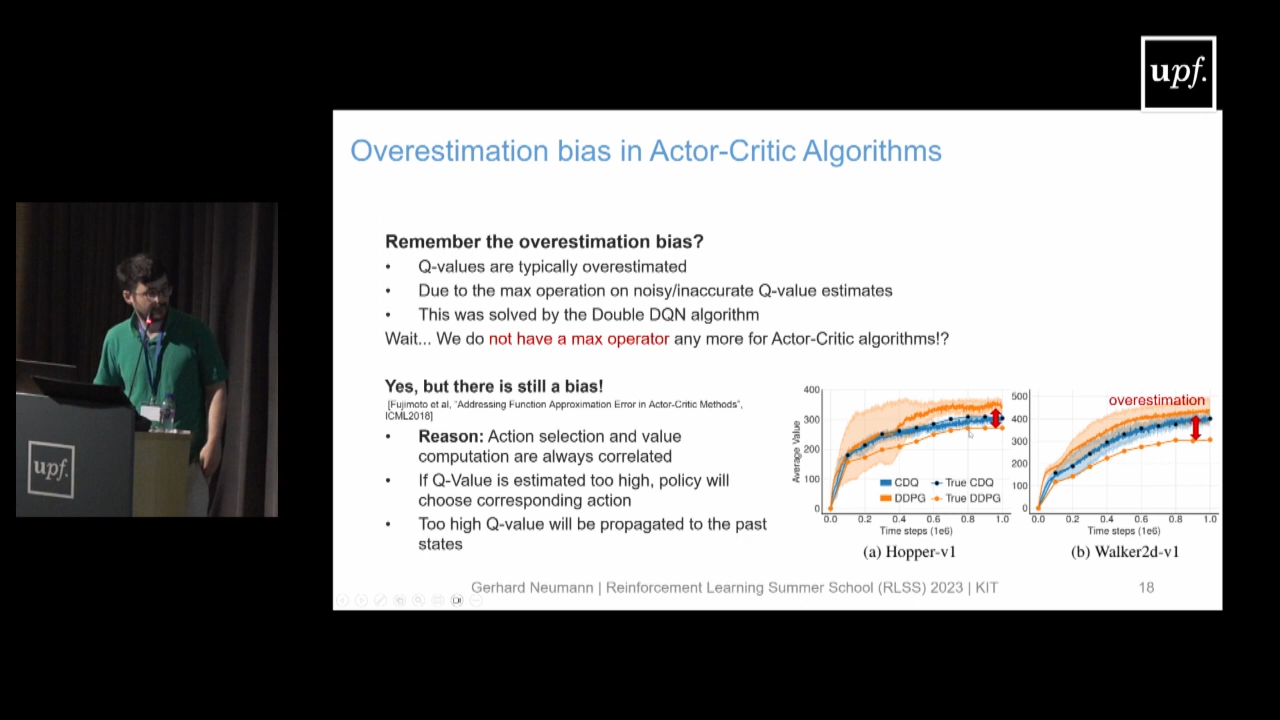 upf.
Overestimation bias in Actor-Critic Algorithms
Remember the overestimation bias?
• Q-values are typically overestimated
• Due to the max operation on noisy/inaccurate Q-value estimates
• This was solved by the Double DQN algorithm
Wait... We do not have a max operator any more for Actor-Critic algorithms!?
Yes, but there is still a bias!
[Fujimoto et al, "Addressing Function Approximation Error in Actor-Critic Methods",
ICML2018]
• Reason: Action selection and value
computation are always correlated
• If Q-Value is estimated too high, policy will
choose corresponding action
• Too high Q-value will be propagated to the past
states
400
300
200
100
0
Average Value
0.0 0.2 0.4 0.6 0.8 1.0
Time steps (1e6)
CDQ True CDQ
DDPG True DDPG
(a) Hopper-v1
overestimation
500
400
300
200
100
0
0.0 0.2 0.4 0.6 0.8 1.0
Time steps (1e6)
(b) Walker2d-v1
Gerhard Neumann | Reinforcement Learning Summer School (RLSS) 2023 | KIT
18
upf.